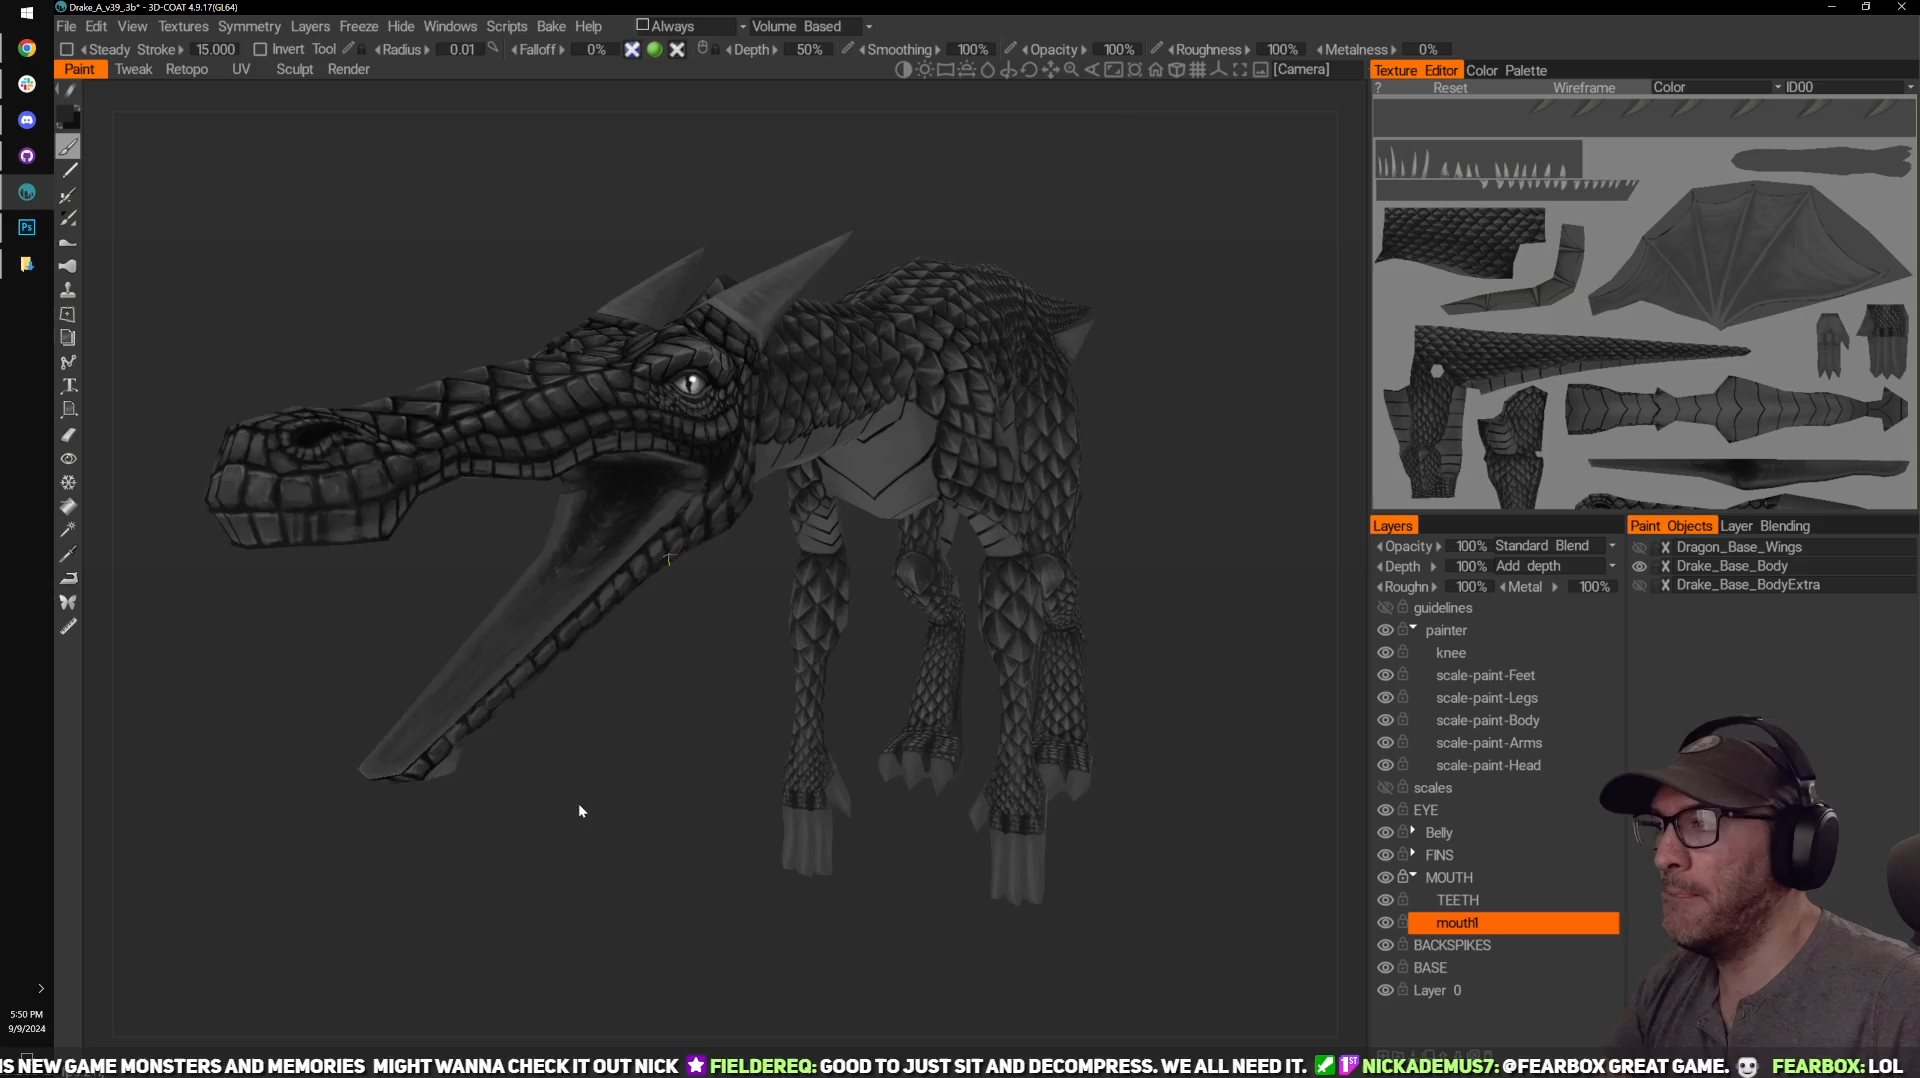 Drake_A_v39_.3b* - 3D-COAT 4.9.17(GL64)
File Edit View Textures Symmetry Layers Freeze Hide Windows Scripts Bake Help Always Volume Based
Steady Stroke 15.000 Invert Tool Radius 0.01 Falloff 0% Depth 50% Smoothing 100% Opacity 100% Roughness 100% Metalness 0%
Paint Tweak Retopo UV Sculpt Render [Camera]
Texture Editor Color Palette
? Reset Wireframe Color ID00
Layers
Opacity 100% Standard Blend
Depth 100% Add depth
Roughn 100% Metal 100%
guidelines
painter
knee
scale-paint-Feet
scale-paint-Legs
scale-paint-Body
scale-paint-Arms
scale-paint-Head
scales
EYE
Belly
FINS
MOUTH
TEETH
mouth1
BACKSPIKES
BASE
Layer 0
Paint Objects Layer Blending
Dragon_Base_Wings
Drake_Base_Body
Drake_Base_BodyExtra
Ps
5:50 PM
9/9/2024
IS NEW GAME MONSTERS AND MEMORIES MIGHT WANNA CHECK IT OUT NICK FIELDEREQ: GOOD TO JUST SIT AND DECOMPRESS. WE ALL NEED IT. 1ST NICKADEMUS7: @FEARBOX GREAT GAME. FEARBOX: LOL